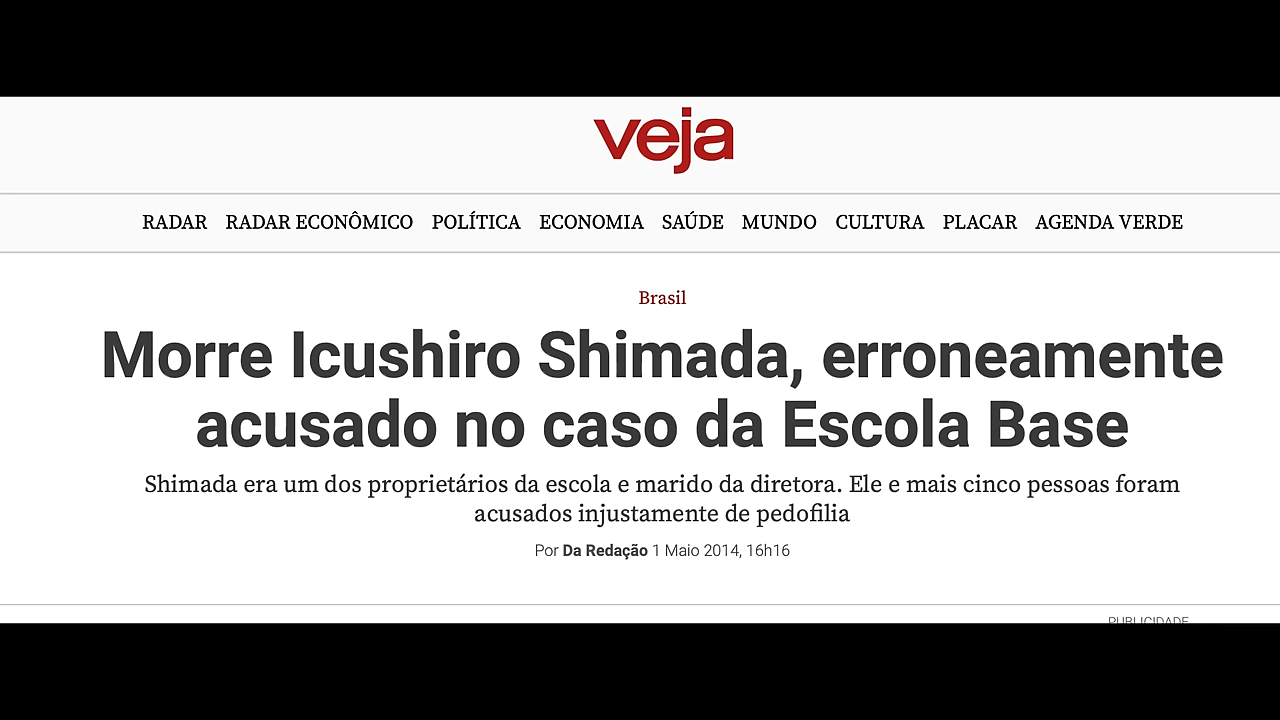 veja
RADAR RADAR ECONÔMICO POLÍTICA ECONOMIA SAÚDE MUNDO CULTURA PLACAR AGENDA VERDE
Brasil
Morre Icushiro Shimada, erroneamente
acusado no caso da Escola Base
Shimada era um dos proprietários da escola e marido da diretora. Ele e mais cinco pessoas foram
acusados injustamente de pedofilia
Por Da Redação 1 Maio 2014, 16h16
PUBLICIDADE